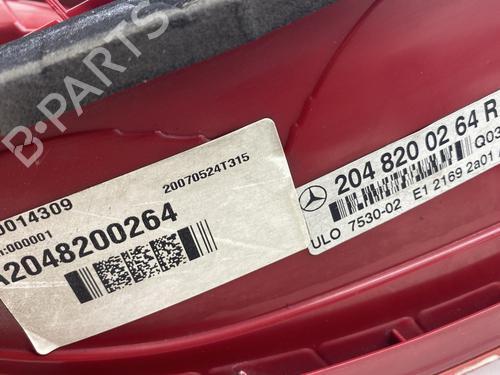 B-PARTS
0014309
20070524T315
:000001
A2048200264
204 820 02 64 R
Q03
ULO 7530-02 E1 2169 2a01